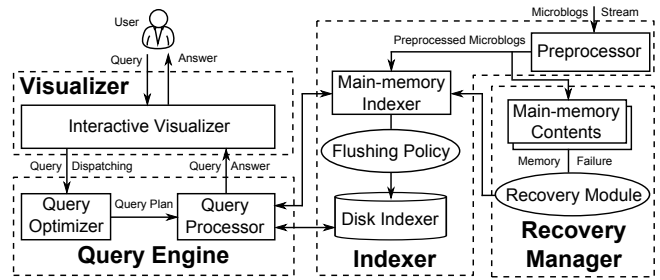 Microblogs Stream
User
Preprocessed Microblogs
Preprocessor
Query Answer
Visualizer
Main-memory
Indexer
Main-memory
Contents
Interactive Visualizer
Flushing Policy
Memory Failure
Query Dispatching
Query Answer
Recovery Module
Query
Optimizer
Query Plan
Query
Processor
Disk Indexer
Query Engine
Indexer
Recovery
Manager